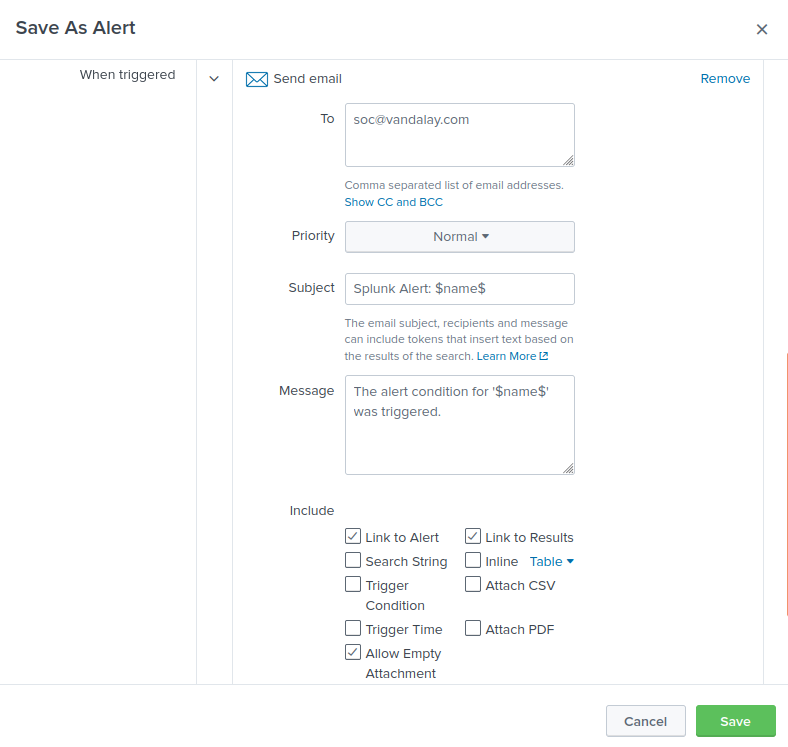 Save As Alert
When triggered
Send email
Remove
To
soc@vandalay.com
Comma separated list of email addresses.
Show CC and BCC
Priority
Normal
Subject
Splunk Alert: $name$
The email subject, recipients and message
can include tokens that insert text based on
the results of the search. Learn More
Message
The alert condition for '$name$'
was triggered.
Include
Link to Alert
Link to Results
Search String
Inline Table
Trigger
Condition
Attach CSV
Trigger Time
Attach PDF
Allow Empty
Attachment
Cancel
Save